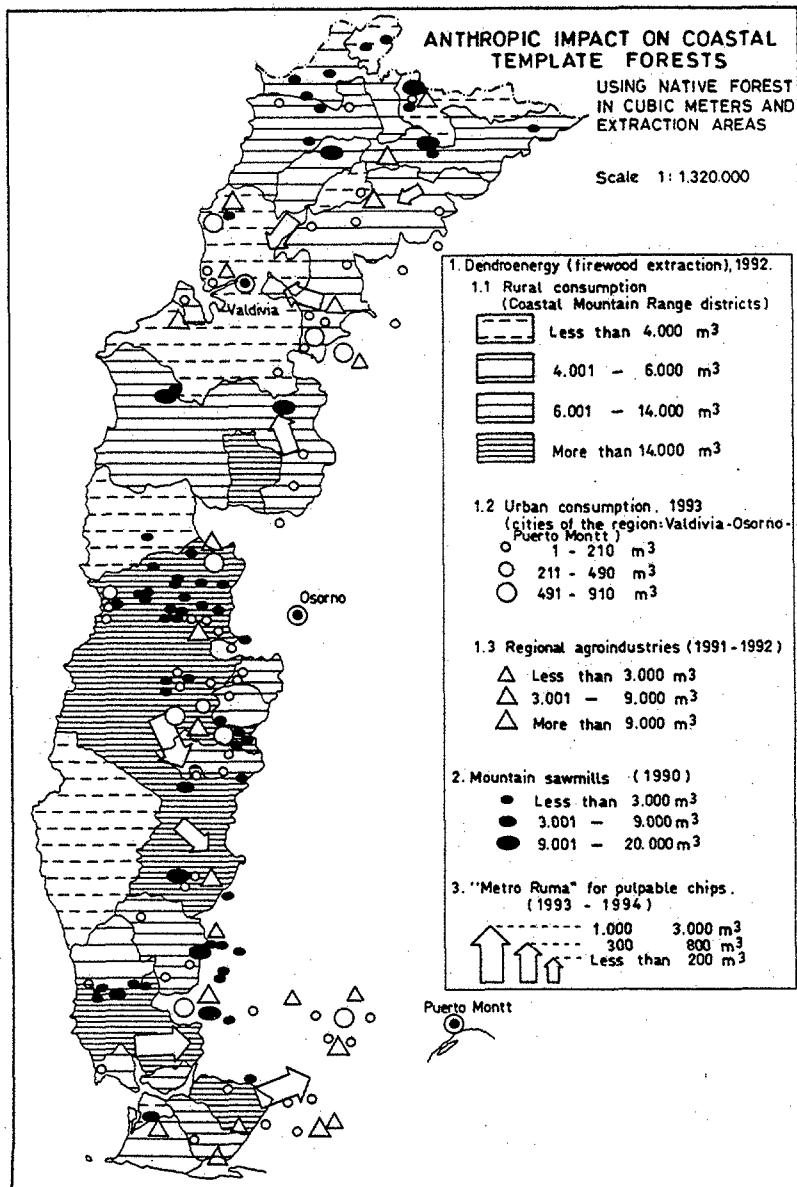 ANTHROPIC IMPACT ON COASTAL
TEMPLATE FORESTS
USING NATIVE FOREST
IN CUBIC METERS AND
EXTRACTION AREAS
Scale 1: 1.320.000
1. Dendroenergy (firewood extraction), 1992.
1.1 Rural consumption
(Coastal Mountain Range districts)
Less than 4.000 m³
4.001 – 6.000 m³
6.001 – 14.000 m³
More than 14.000 m³
1.2 Urban consumption. 1993
(cities of the region: Valdivia-Osorno-
Puerto Montt)
1 - 210 m³
211 - 490 m³
491 - 910 m³
1.3 Regional agroindustries (1991-1992)
Less than 3.000 m³
3.001 – 9.000 m³
More than 9.000 m³
2. Mountain sawmills (1990)
Less than 3.000 m³
3.001 – 9.000 m³
9.001 – 20.000 m³
3. "Metro Ruma" for pulpable chips.
(1993 - 1994)
1.000 3.000 m³
300 800 m³
Less than 200 m³
Valdivia
Osorno
Puerto Montt